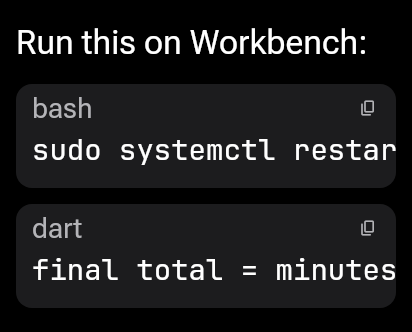 Run this on Workbench:
bash
sudo systemctl restar
dart
final total = minutes